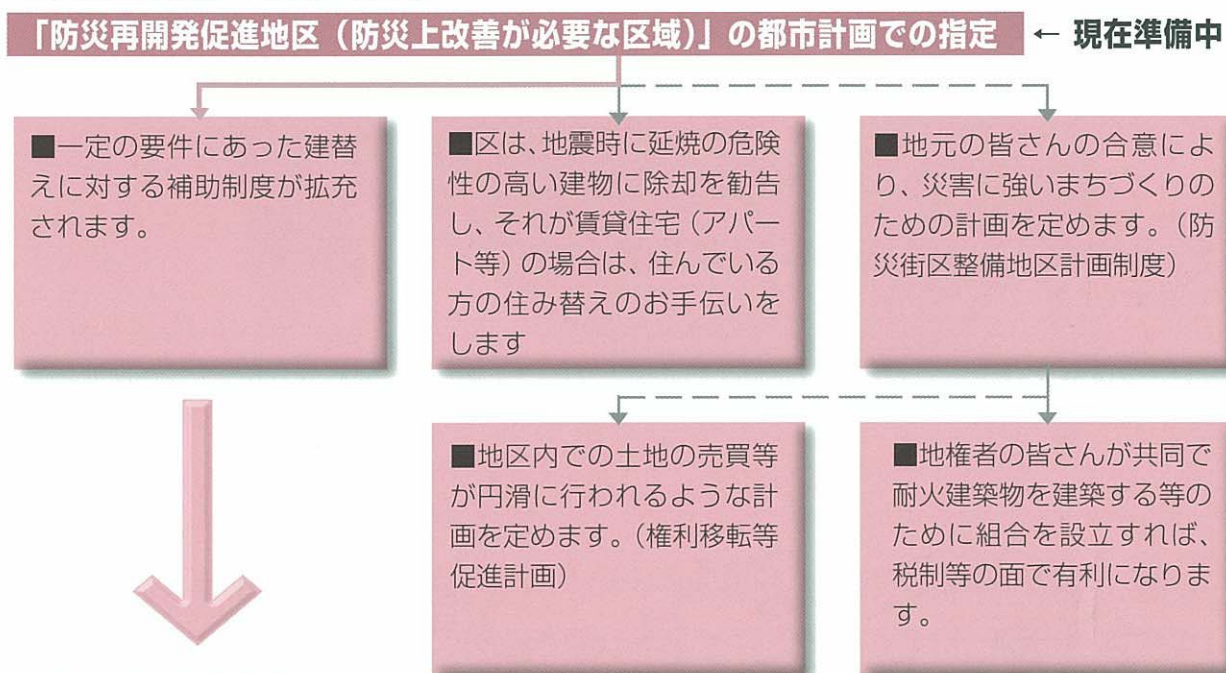 「防災再開発促進地区（防災上改善が必要な区域）」の都市計画での指定 ← 現在準備中
■一定の要件にあった建替
えに対する補助制度が拡充
されます。
■区は、地震時に延焼の危険
性の高い建物に除却を勧告
し、それが賃貸住宅（アパー
ト等）の場合は、住んでいる
方の住み替えのお手伝いを
します
■地元の皆さんの合意によ
り、災害に強いまちづくりの
ための計画を定めます。（防
災街区整備地区計画制度）
■地区内での土地の売買等
が円滑に行われるような計
画を定めます。（権利移転等
促進計画）
■地権者の皆さんが共同で
耐火建築物を建築する等の
ために組合を設立すれば、
税制等の面で有利になりま
す。